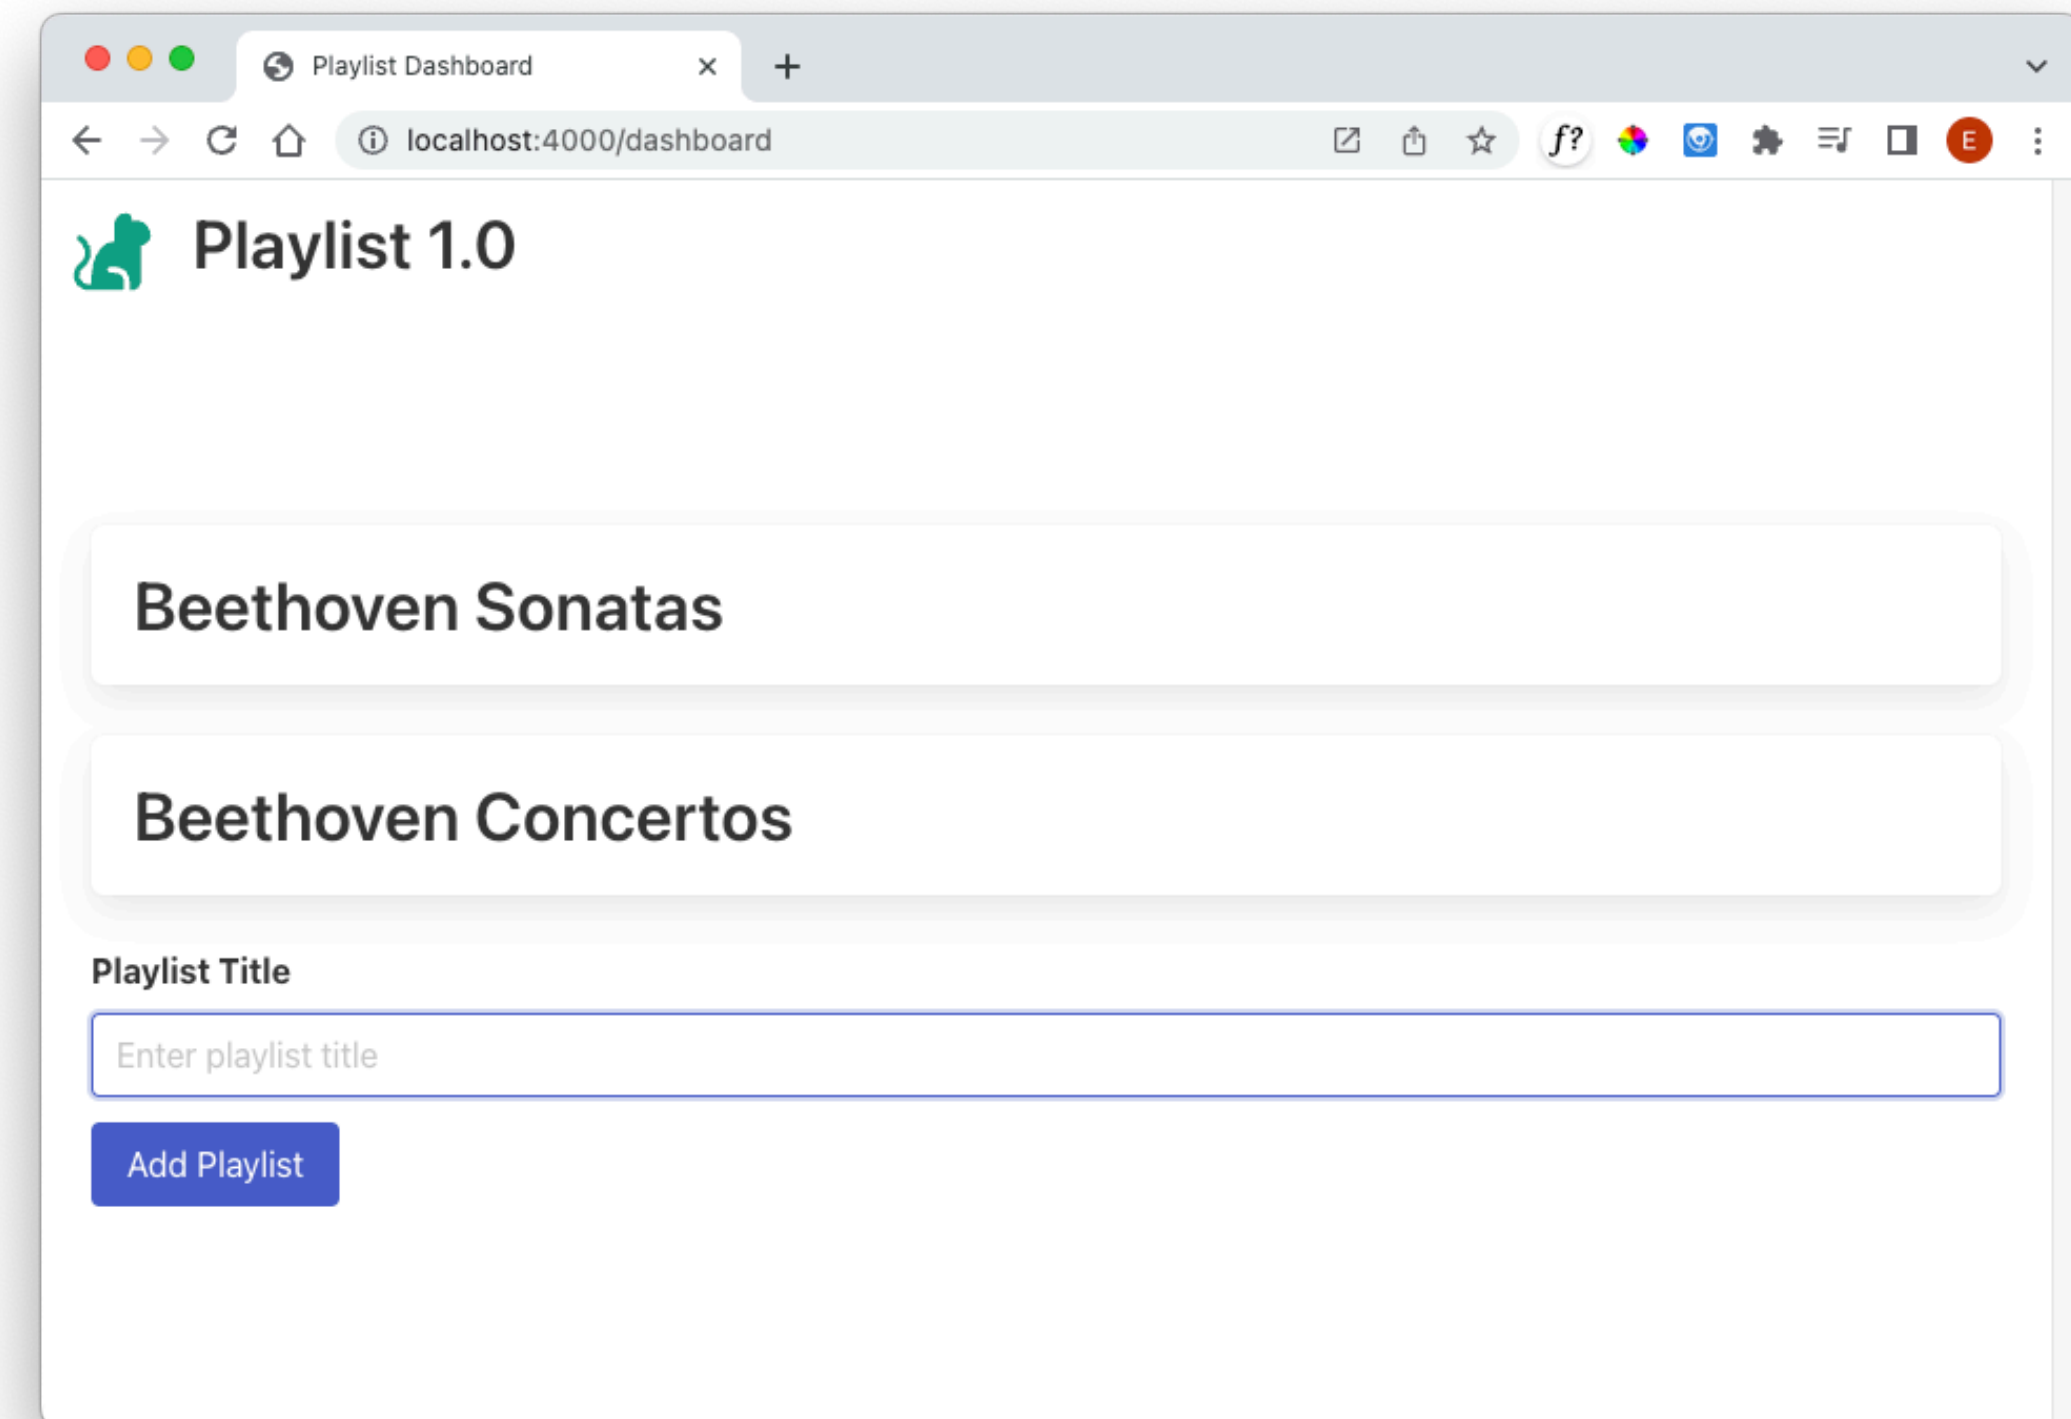 Playlist Dashboard
localhost:4000/dashboard
f?
E
Playlist 1.0
Beethoven Sonatas
Beethoven Concertos
Playlist Title
Enter playlist title
Add Playlist